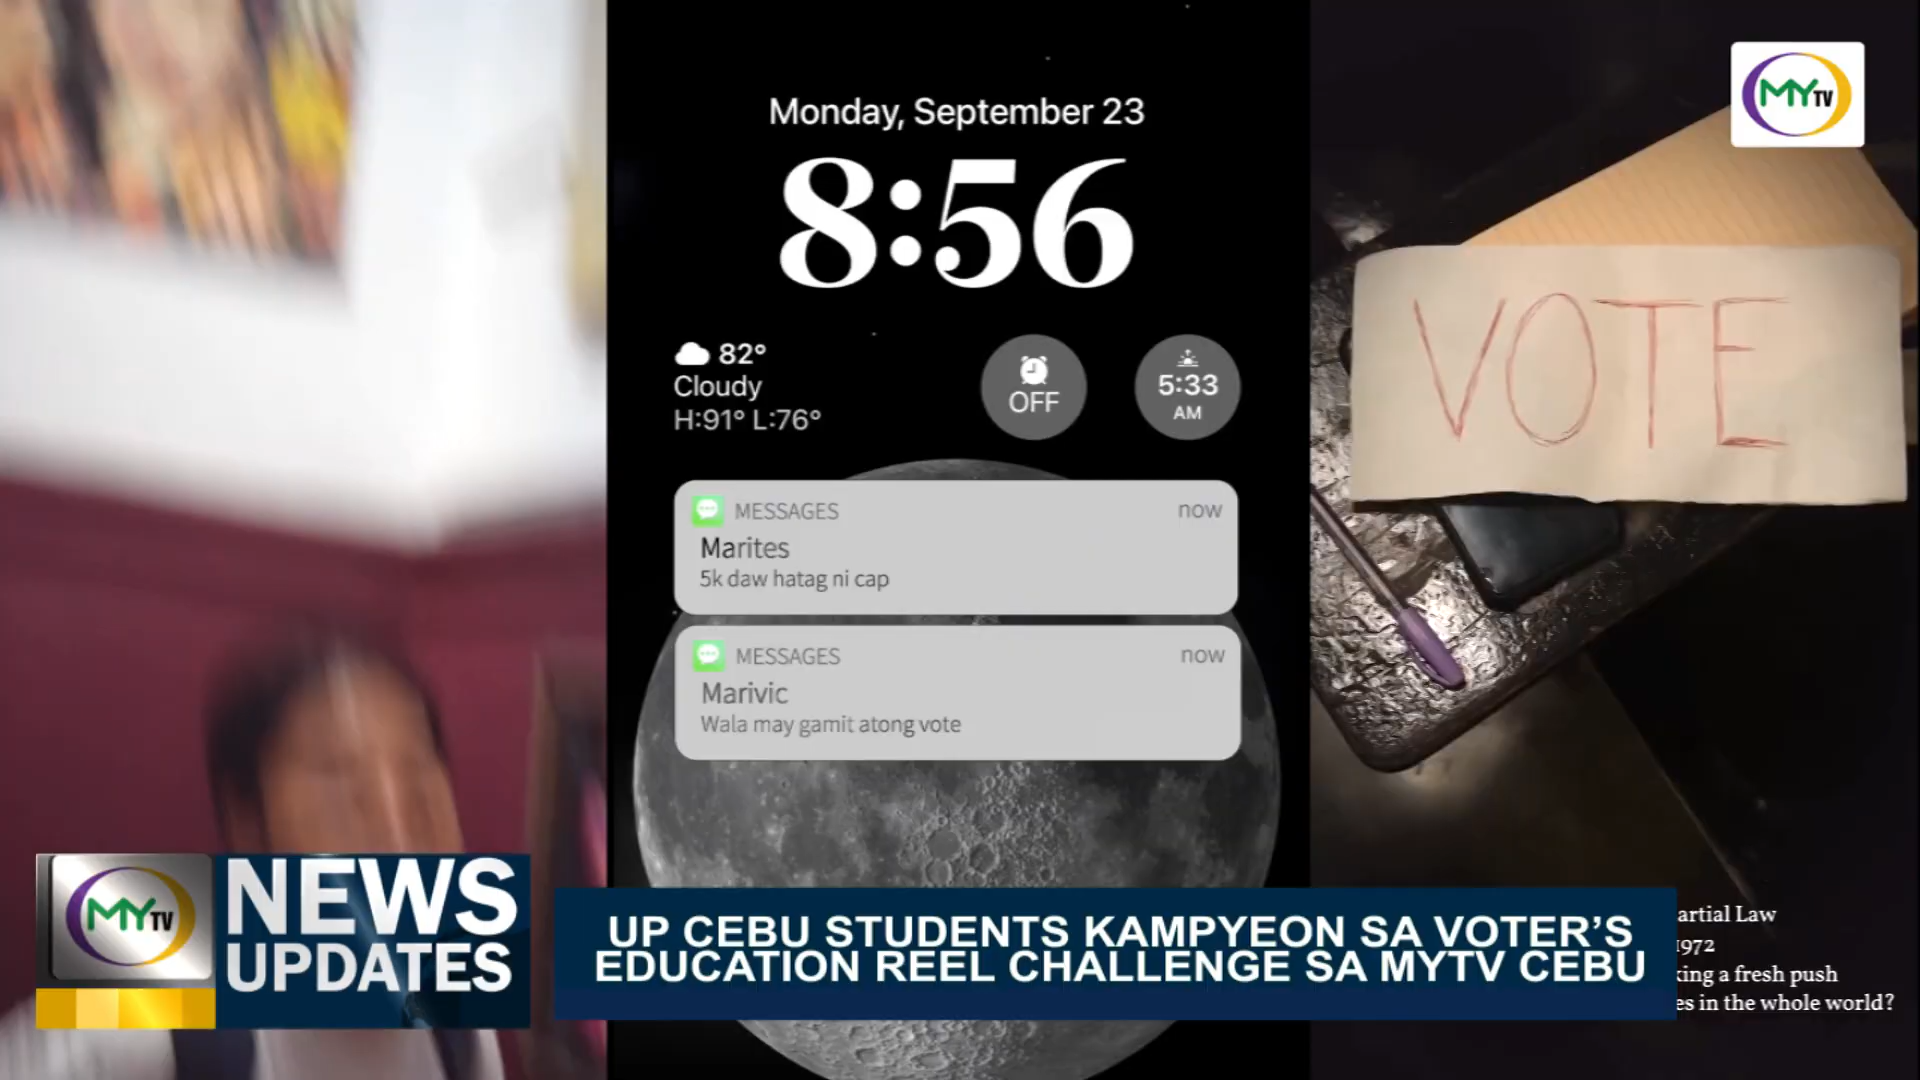 MYTV
Monday, September 23
8:56
82°
Cloudy
H:91° L:76°
OFF
5:33
AM
VOTE
MESSAGES now
Marites
5k daw hatag ni cap
MESSAGES now
Marivic
Wala may gamit atong vote
MYTV
NEWS
UPDATES
UP CEBU STUDENTS KAMPYEON SA VOTER'S
EDUCATION REEL CHALLENGE SA MYTV CEBU
artial Law
1972
king a fresh push
es in the whole world?